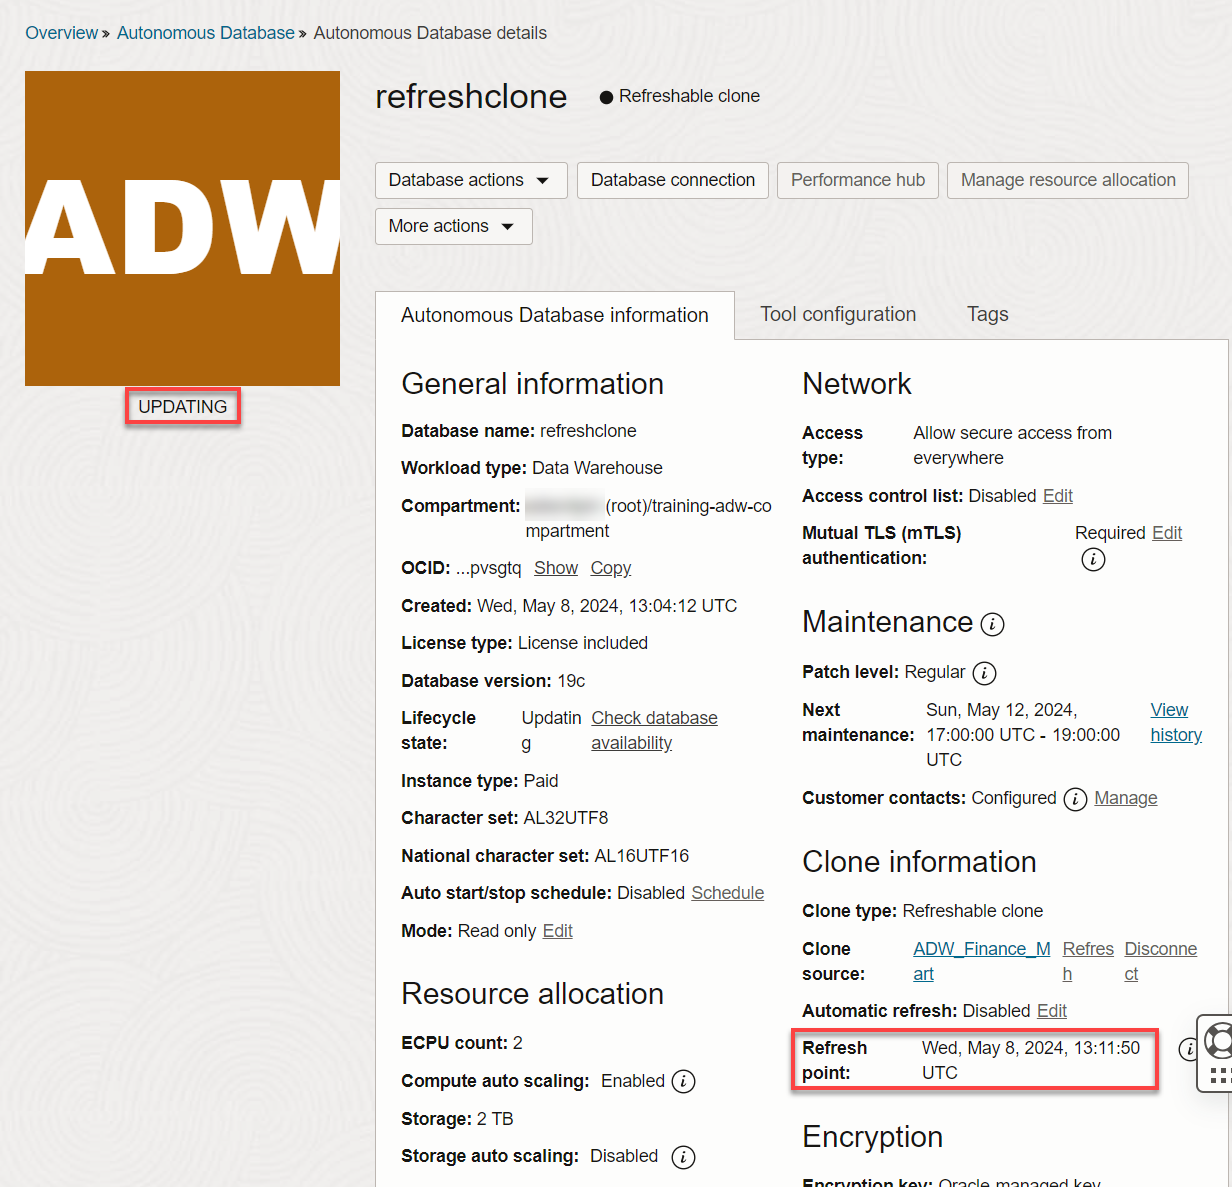 Overview » Autonomous Database » Autonomous Database details
ADW
UPDATING
refreshclone
Refreshable clone
Database actions
Database connection
Performance hub
Manage resource allocation
More actions
Autonomous Database information
Tool configuration
Tags
General information
Database name: refreshclone
Workload type: Data Warehouse
Compartment: (root)/training-adw-co
mpartment
OCID: ...pvsgtq Show Copy
Created: Wed, May 8, 2024, 13:04:12 UTC
License type: License included
Database version: 19c
Lifecycle Updatin Check database
state: g availability
Instance type: Paid
Character set: AL32UTF8
National character set: AL16UTF16
Auto start/stop schedule: Disabled Schedule
Mode: Read only Edit
Resource allocation
ECPU count: 2
Compute auto scaling: Enabled i
Storage: 2 TB
Storage auto scaling: Disabled i
Network
Access Allow secure access from
type: everywhere
Access control list: Disabled Edit
Mutual TLS (mTLS) Required Edit
authentication: i
Maintenance i
Patch level: Regular i
Next Sun, May 12, 2024, View
maintenance: 17:00:00 UTC - 19:00:00 history
UTC
Customer contacts: Configured i Manage
Clone information
Clone type: Refreshable clone
Clone ADW_Finance_M Refres Disconne
source: art h ct
Automatic refresh: Disabled Edit
Refresh Wed, May 8, 2024, 13:11:50 i
point: UTC
Encryption
Encryption key: Oracle-managed key